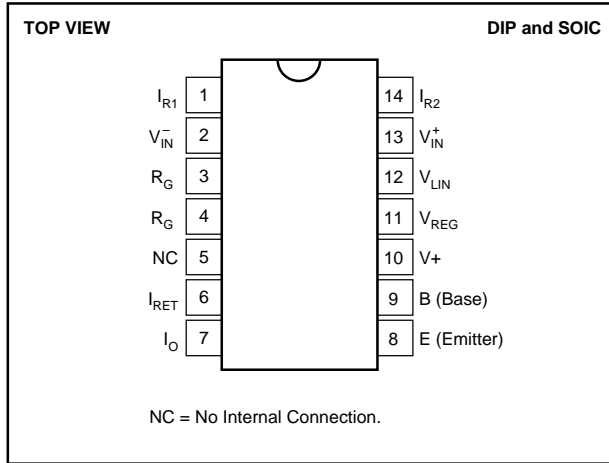 TOP VIEW DIP and SOIC
I_R1 1 14 I_R2
V_IN^– 2 13 V_IN^+
R_G 3 12 V_LIN
R_G 4 11 V_REG
NC 5 10 V+
I_RET 6 9 B (Base)
I_O 7 8 E (Emitter)
NC = No Internal Connection.